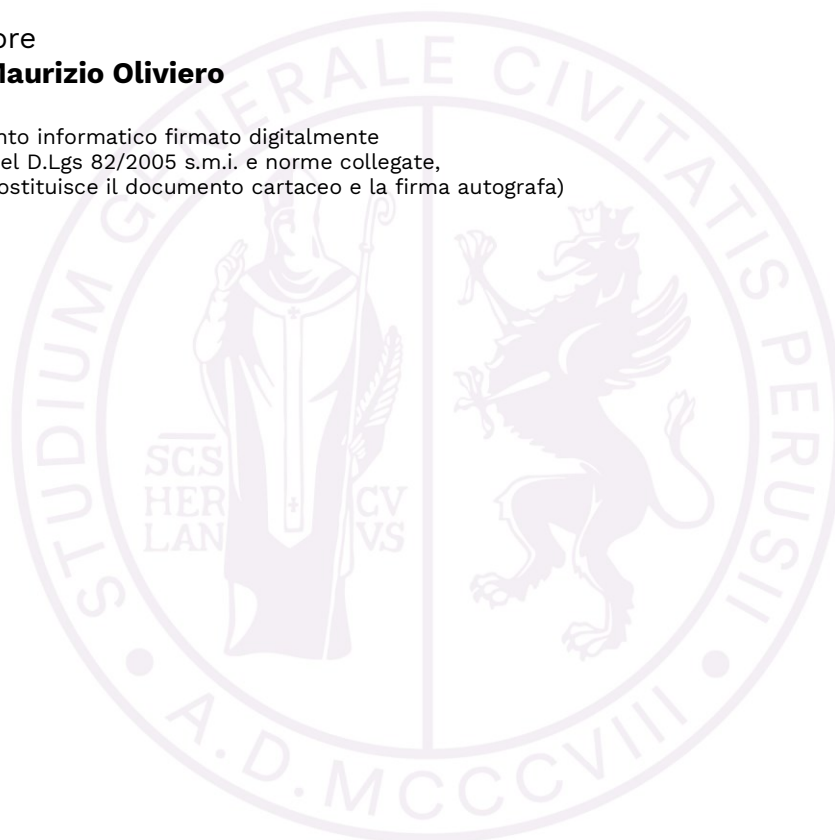 ore
Maurizio Oliviero
nto informatico firmato digitalmente
el D.Lgs 82/2005 s.m.i. e norme collegate,
ostituisce il documento cartaceo e la firma autografa)
STUDIUM GENERALE CIVITATIS PERUSII
SCS
HER CV
LAN VS
A.D. MCCCVIII